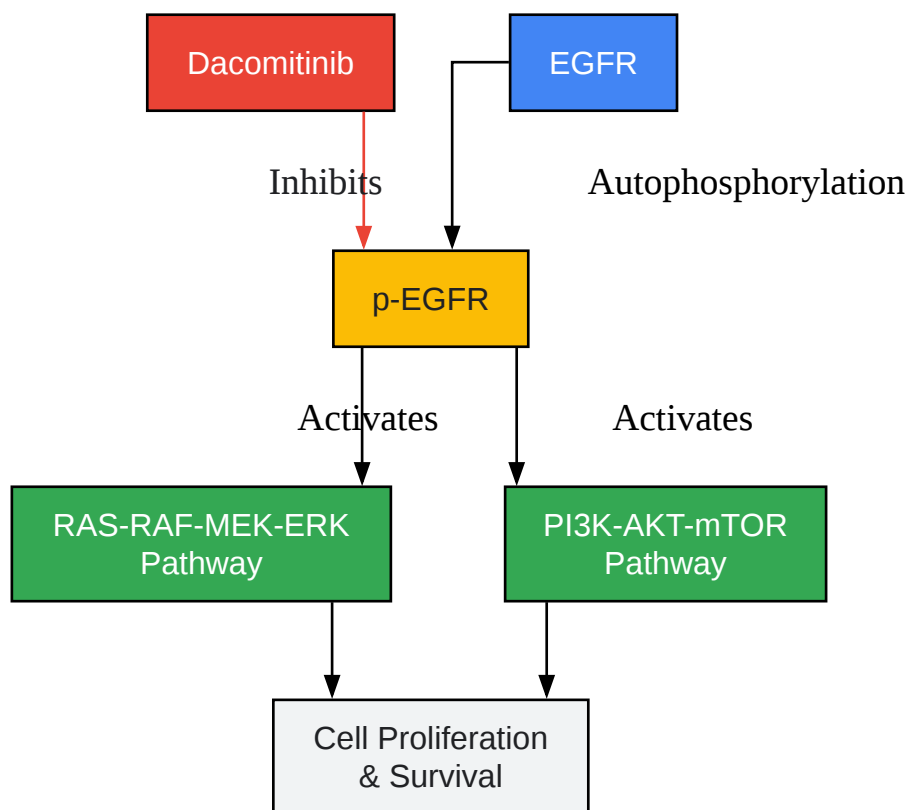 Dacomitinib
EGFR
Inhibits
Autophosphorylation
p-EGFR
Activates
Activates
RAS-RAF-MEK-ERK
Pathway
PI3K-AKT-mTOR
Pathway
Cell Proliferation
& Survival